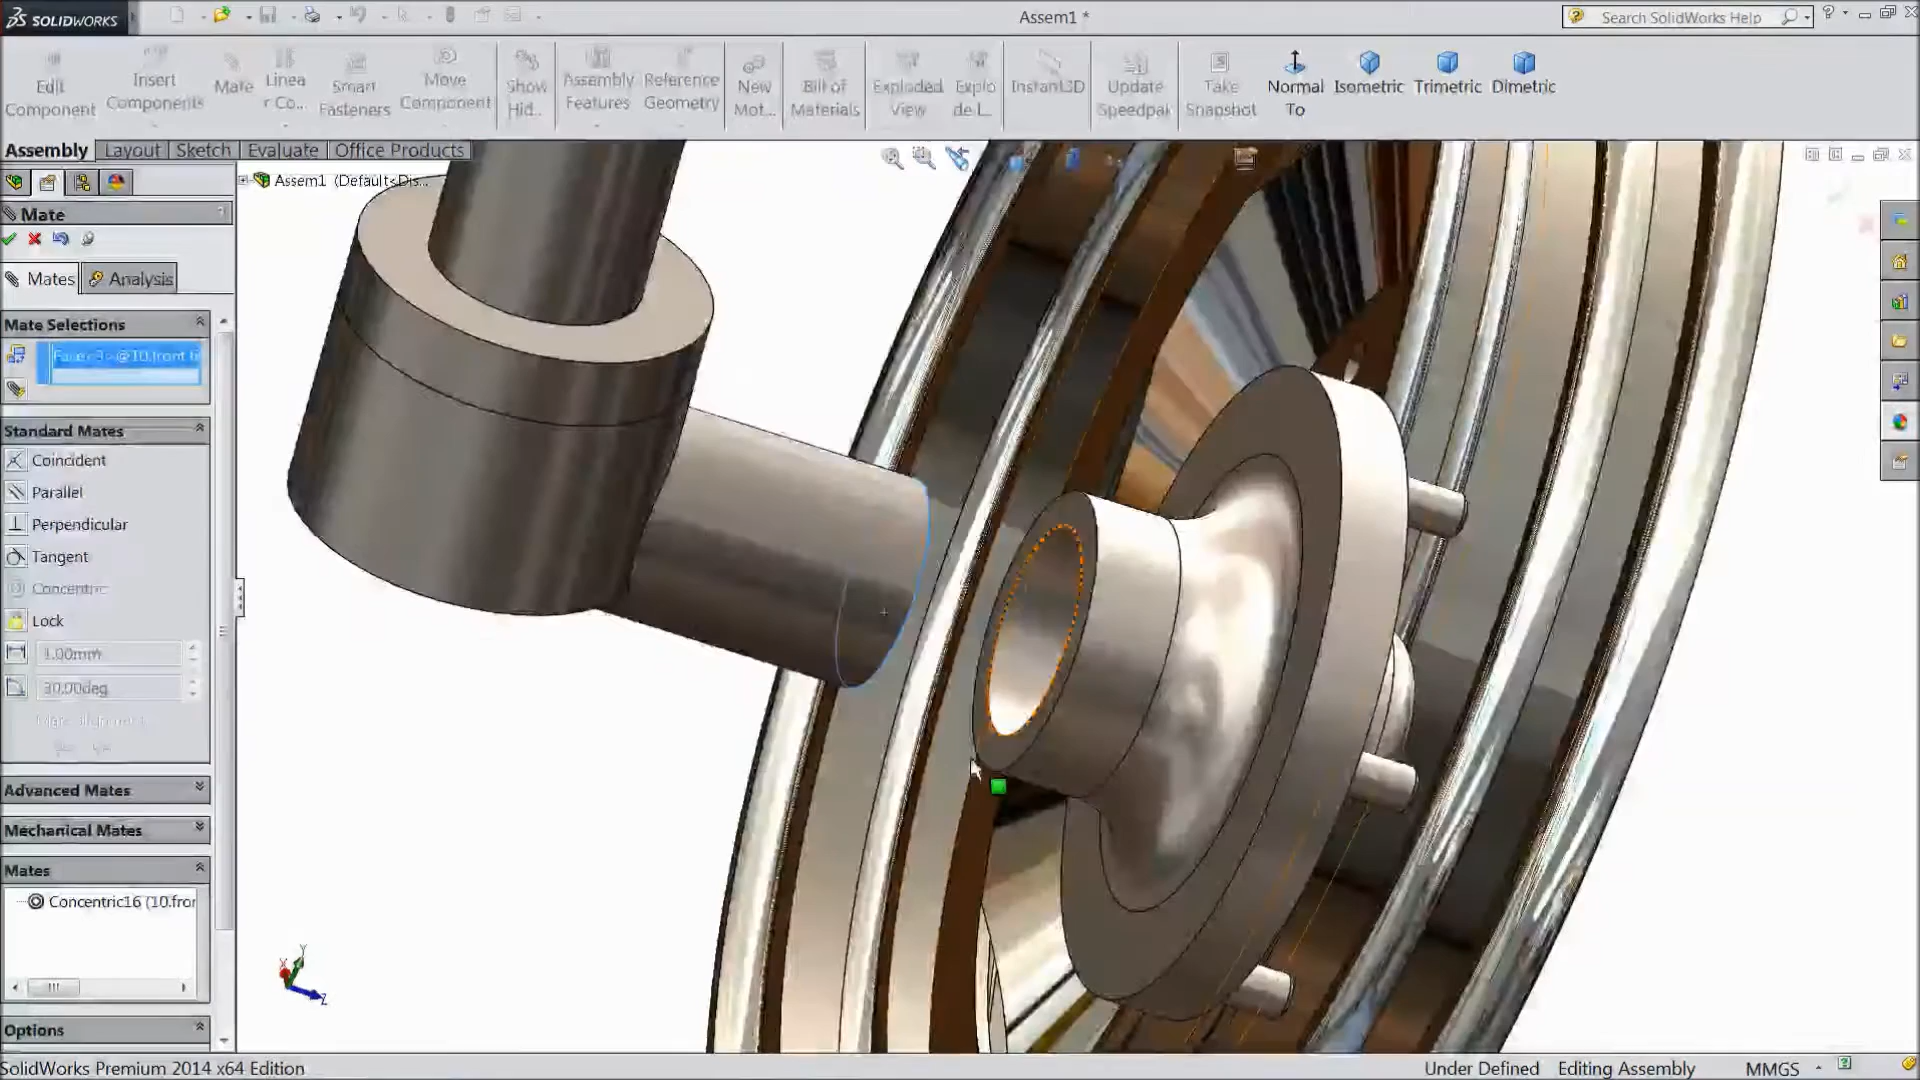 SOLIDWORKS
Assem1 *
Search SolidWorks Help
Edit Component
Insert Components
Mate
Linea r Co...
Smart Fasteners
Move Component
Show Hid...
Assembly Features
Reference Geometry
New Mot...
Bill of Materials
Exploded View
Explo de L...
Instant3D
Update Speedpak
Take Snapshot
Normal To
Isometric
Trimetric
Dimetric
Assembly Layout Sketch Evaluate Office Products
Assem1 (Default<Dis...
Mate
Mates Analysis
Mate Selections
Standard Mates
Coincident
Parallel
Perpendicular
Tangent
Concentric
Lock
1.00mm
30.00deg
Advanced Mates
Mechanical Mates
Mates
Concentric16 (10.fror
Options
Y
X
Z
SolidWorks Premium 2014 x64 Edition
Under Defined Editing Assembly MMGS